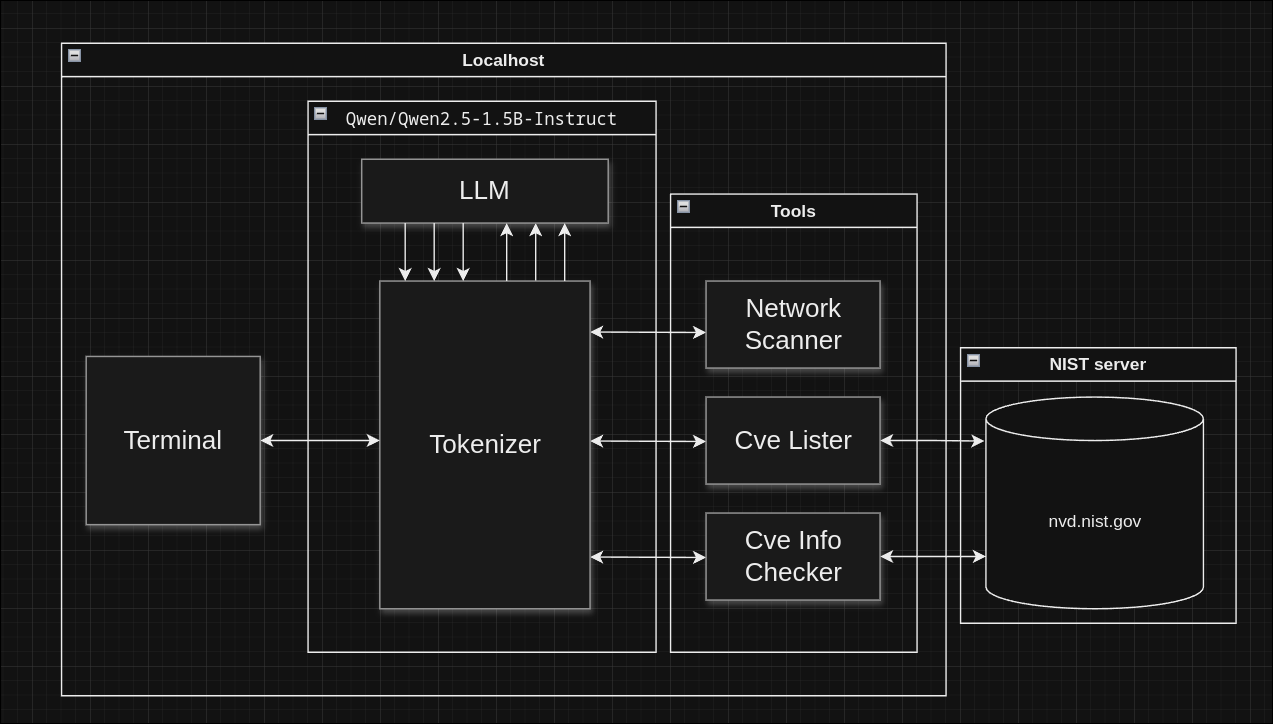 Localhost
Qwen/Qwen2.5-1.5B-Instruct
LLM
Tools
Network
Scanner
NIST server
Terminal
Tokenizer
Cve Lister
nvd.nist.gov
Cve Info
Checker